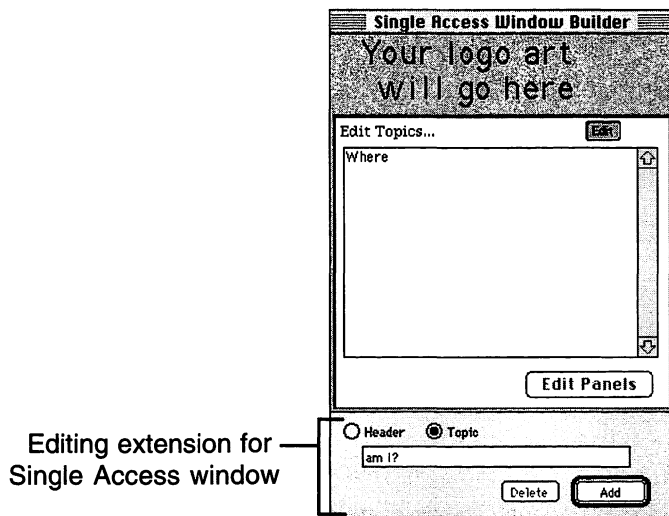 Single Access Window Builder
Your logo art
will go here
Edit Topics...
Edit
Where
Edit Panels
Header
Topic
am I?
Delete
Add
Editing extension for
Single Access window